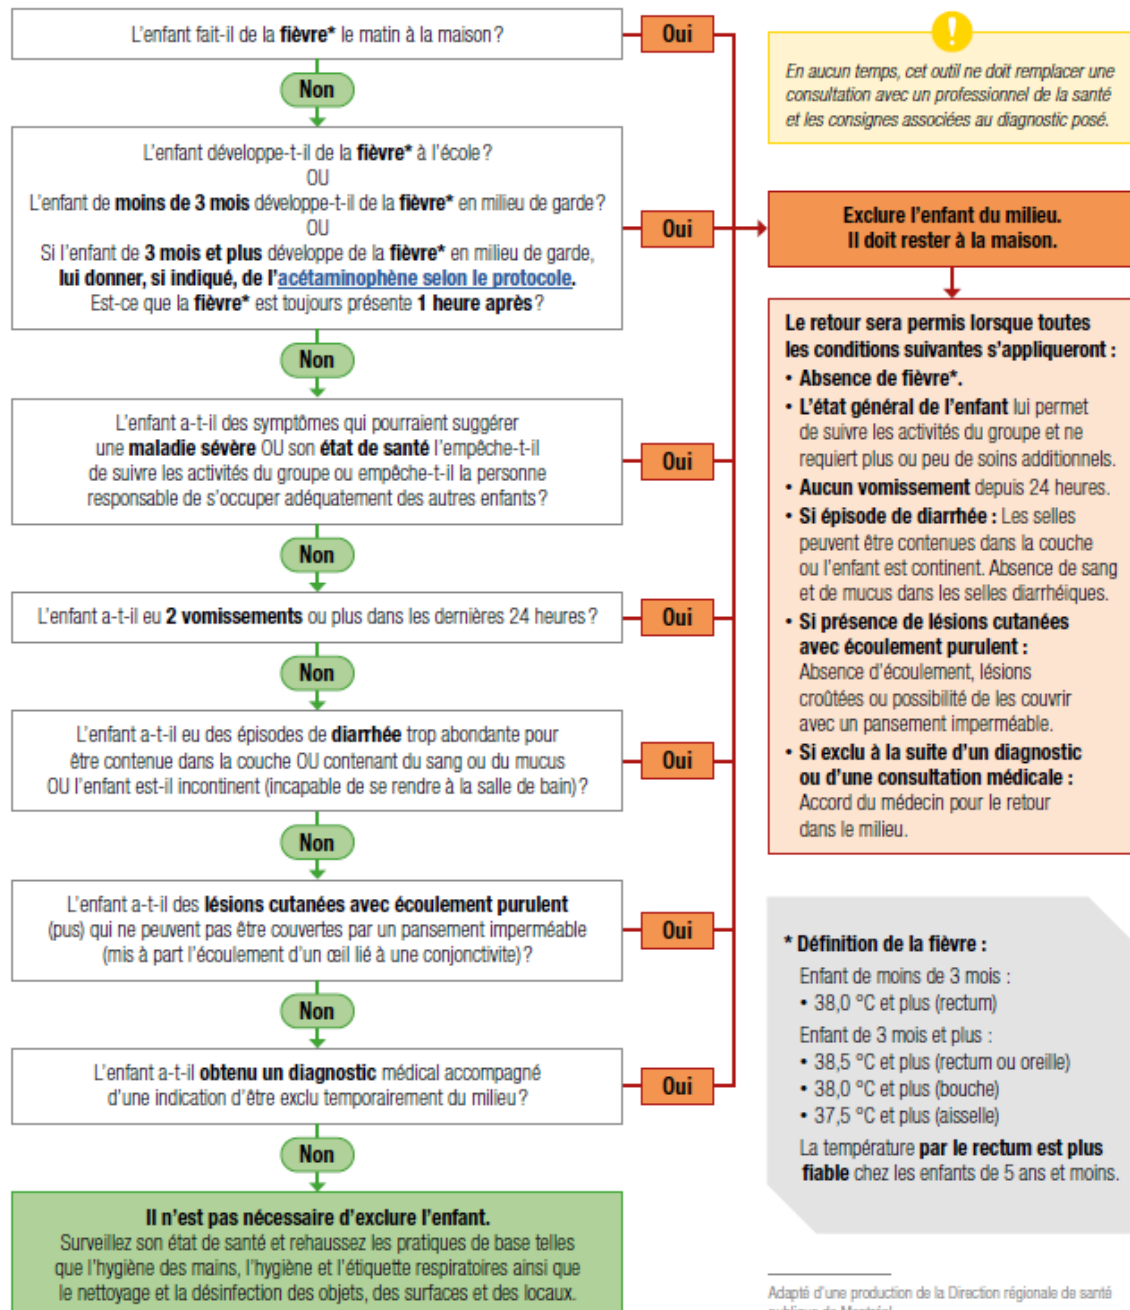 L'enfant fait-il de la fièvre* le matin à la maison?
Oui
Non
L'enfant développe-t-il de la fièvre* à l'école?
OU
L'enfant de moins de 3 mois développe-t-il de la fièvre* en milieu de garde?
OU
Si l'enfant de 3 mois et plus développe de la fièvre* en milieu de garde,
lui donner, si indiqué, de l'acétaminophène selon le protocole.
Est-ce que la fièvre* est toujours présente 1 heure après?
Oui
Non
L'enfant a-t-il des symptômes qui pourraient suggérer
une maladie sévère OU son état de santé l'empêche-t-il
de suivre les activités du groupe ou empêche-t-il la personne
responsable de s'occuper adéquatement des autres enfants?
Oui
Non
L'enfant a-t-il eu 2 vomissements ou plus dans les dernières 24 heures?
Oui
Non
L'enfant a-t-il eu des épisodes de diarrhée trop abondante pour
être contenue dans la couche OU contenant du sang ou du mucus
OU l'enfant est-il incontinent (incapable de se rendre à la salle de bain)?
Oui
Non
L'enfant a-t-il des lésions cutanées avec écoulement purulent
(pus) qui ne peuvent pas être couvertes par un pansement imperméable
(mis à part l'écoulement d'un œil lié à une conjonctivite)?
Oui
Non
L'enfant a-t-il obtenu un diagnostic médical accompagné
d'une indication d'être exclu temporairement du milieu?
Oui
Non
Il n'est pas nécessaire d'exclure l'enfant.
Surveillez son état de santé et rehaussez les pratiques de base telles
que l'hygiène des mains, l'hygiène et l'étiquette respiratoires ainsi que
le nettoyage et la désinfection des objets, des surfaces et des locaux.
!
En aucun temps, cet outil ne doit remplacer une
consultation avec un professionnel de la santé
et les consignes associées au diagnostic posé.
Exclure l'enfant du milieu.
Il doit rester à la maison.
Le retour sera permis lorsque toutes
les conditions suivantes s'appliqueront :
• Absence de fièvre*.
• L'état général de l'enfant lui permet
de suivre les activités du groupe et ne
requiert plus ou peu de soins additionnels.
• Aucun vomissement depuis 24 heures.
• Si épisode de diarrhée : Les selles
peuvent être contenues dans la couche
ou l'enfant est continent. Absence de sang
et de mucus dans les selles diarrhéiques.
• Si présence de lésions cutanées
avec écoulement purulent :
Absence d'écoulement, lésions
croûtées ou possibilité de les couvrir
avec un pansement imperméable.
• Si exclu à la suite d'un diagnostic
ou d'une consultation médicale :
Accord du médecin pour le retour
dans le milieu.
* Définition de la fièvre :
Enfant de moins de 3 mois :
• 38,0 °C et plus (rectum)
Enfant de 3 mois et plus :
• 38,5 °C et plus (rectum ou oreille)
• 38,0 °C et plus (bouche)
• 37,5 °C et plus (aisselle)
La température par le rectum est plus
fiable chez les enfants de 5 ans et moins.
Adapté d'une production de la Direction régionale de santé
publique de Montréal